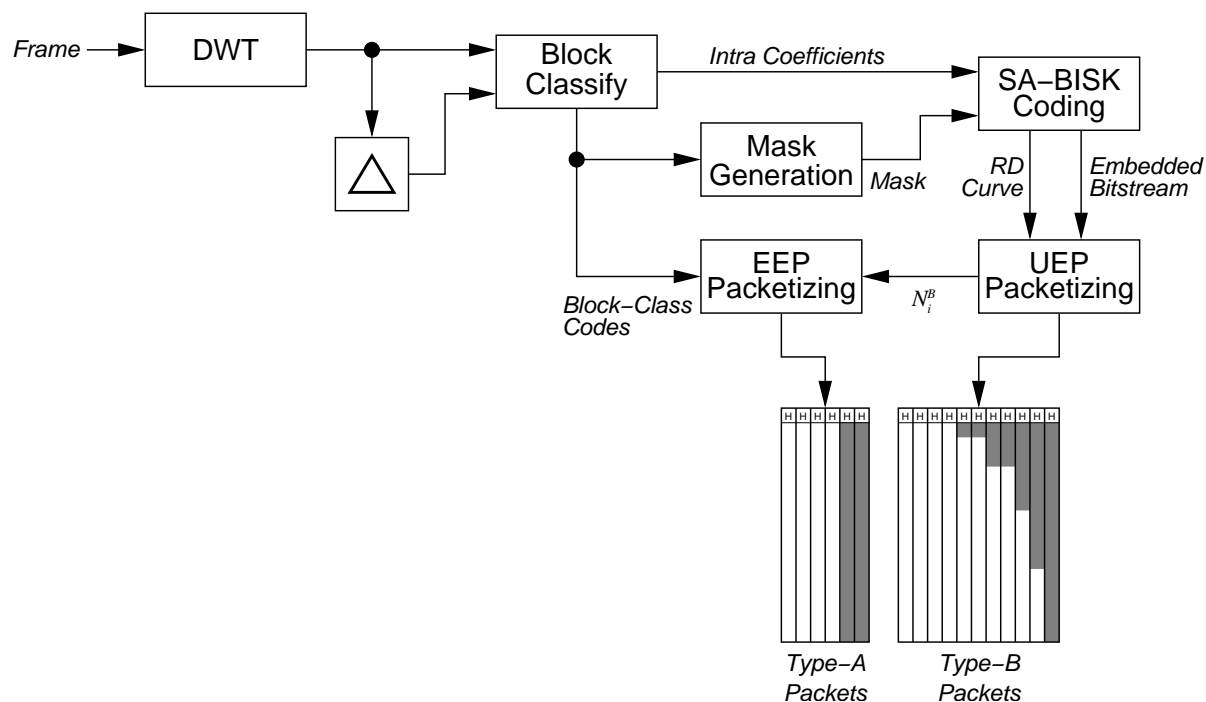 Frame
DWT
Block
Classify
Intra Coefficients
SA−BISK
Coding
Mask
Generation
Mask
RD
Curve
Embedded
Bitstream
EEP
Packetizing
N_i^B
UEP
Packetizing
Block−Class
Codes
H H H H H H
H H H H H H H H H H H
Type−A
Packets
Type−B
Packets